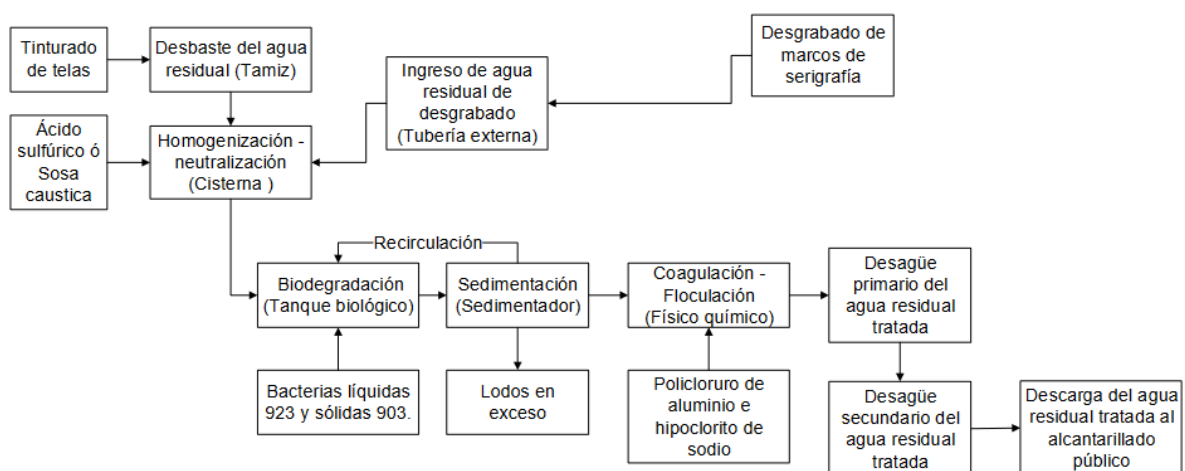 Tinturado
de telas
Desbaste del agua
residual (Tamiz)
Ingreso de agua
residual de
desgrabado
(Tubería externa)
Desgrabado de
marcos de
serigrafía
Ácido
sulfúrico ó
Sosa
caustica
Homogenización -
neutralización
(Cisterna )
Recirculación
Biodegradación
(Tanque biológico)
Sedimentación
(Sedimentador)
Coagulación -
Floculación
(Físico químico)
Desagüe
primario del
agua residual
tratada
Bacterias líquidas
923 y sólidas 903.
Lodos en
exceso
Policloruro de
aluminio e
hipoclorito de
sodio
Desagüe
secundario del
agua residual
tratada
Descarga del agua
residual tratada al
alcantarillado
público